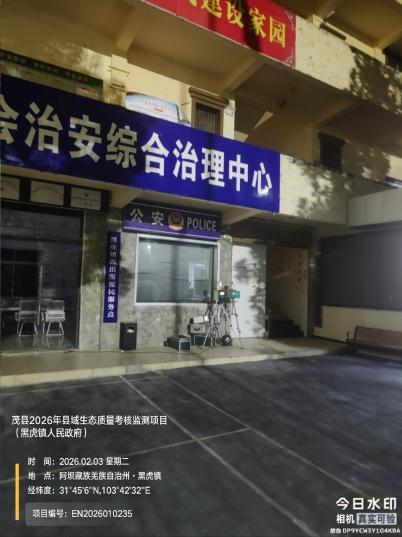 建设家园
会治安综合治理中心
公安 POLICE
茂县2026年县域生态质量考核监测项目
（黑虎镇人民政府）
时　间：2026.02.03 星期二
地　点：阿坝藏族羌族自治州·黑虎镇
经纬度：31°45'6"N,103°42'32"E
项目编号：EN2026010235
今日水印
相机 真实可验
防伪 DP9YCW3Y1G4KBA